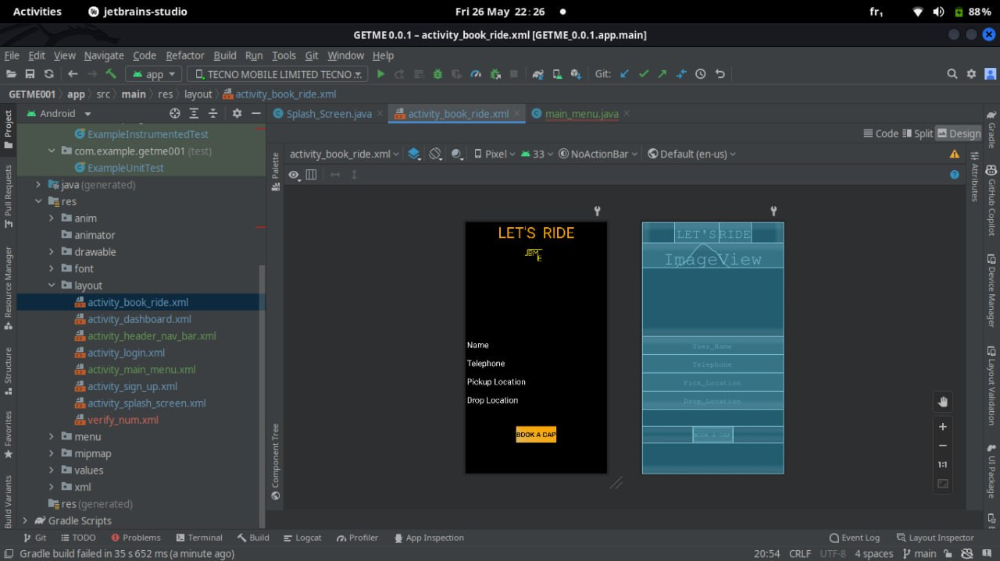 Activities jetbrains-studio Fri 26 May 22:26 fr₁ 88%
GETME 0.0.1 – activity_book_ride.xml [GETME_0.0.1.app.main]
File Edit View Navigate Code Refactor Build Run Tools Git Window Help
app TECNO MOBILE LIMITED TECNO Git:
GETME001 app src main res layout activity_book_ride.xml
Android Splash_Screen.java activity_book_ride.xml main_menu.java
Code Split Design
activity_book_ride.xml Pixel 33 NoActionBar Default (en-us)
ExampleInstrumentedTest
com.example.getme001 (test)
ExampleUnitTest
java (generated)
res
anim
animator
drawable
font
layout
activity_book_ride.xml
activity_dashboard.xml
activity_header_nav_bar.xml
activity_login.xml
activity_main_menu.xml
activity_sign_up.xml
activity_splash_screen.xml
verify_num.xml
menu
mipmap
values
xml
res (generated)
Gradle Scripts
Project
Pull Requests
Resource Manager
Structure
Favorites
Build Variants
Palette
Component Tree
LET'S RIDE
Name
Telephone
Pickup Location
Drop Location
BOOK A CAP
LET'S RIDE
ImageView
User_Name
Telephone
Pick_Location
Drop_Location
BOOK A CAP
1:1
Attributes
Gradle
GitHub Copilot
Device Manager
Layout Validation
UI Package
Git TODO Problems Terminal Build Logcat Profiler App Inspection Event Log Layout Inspector
Gradle build failed in 35 s 652 ms (a minute ago) 20:54 CRLF UTF-8 4 spaces main